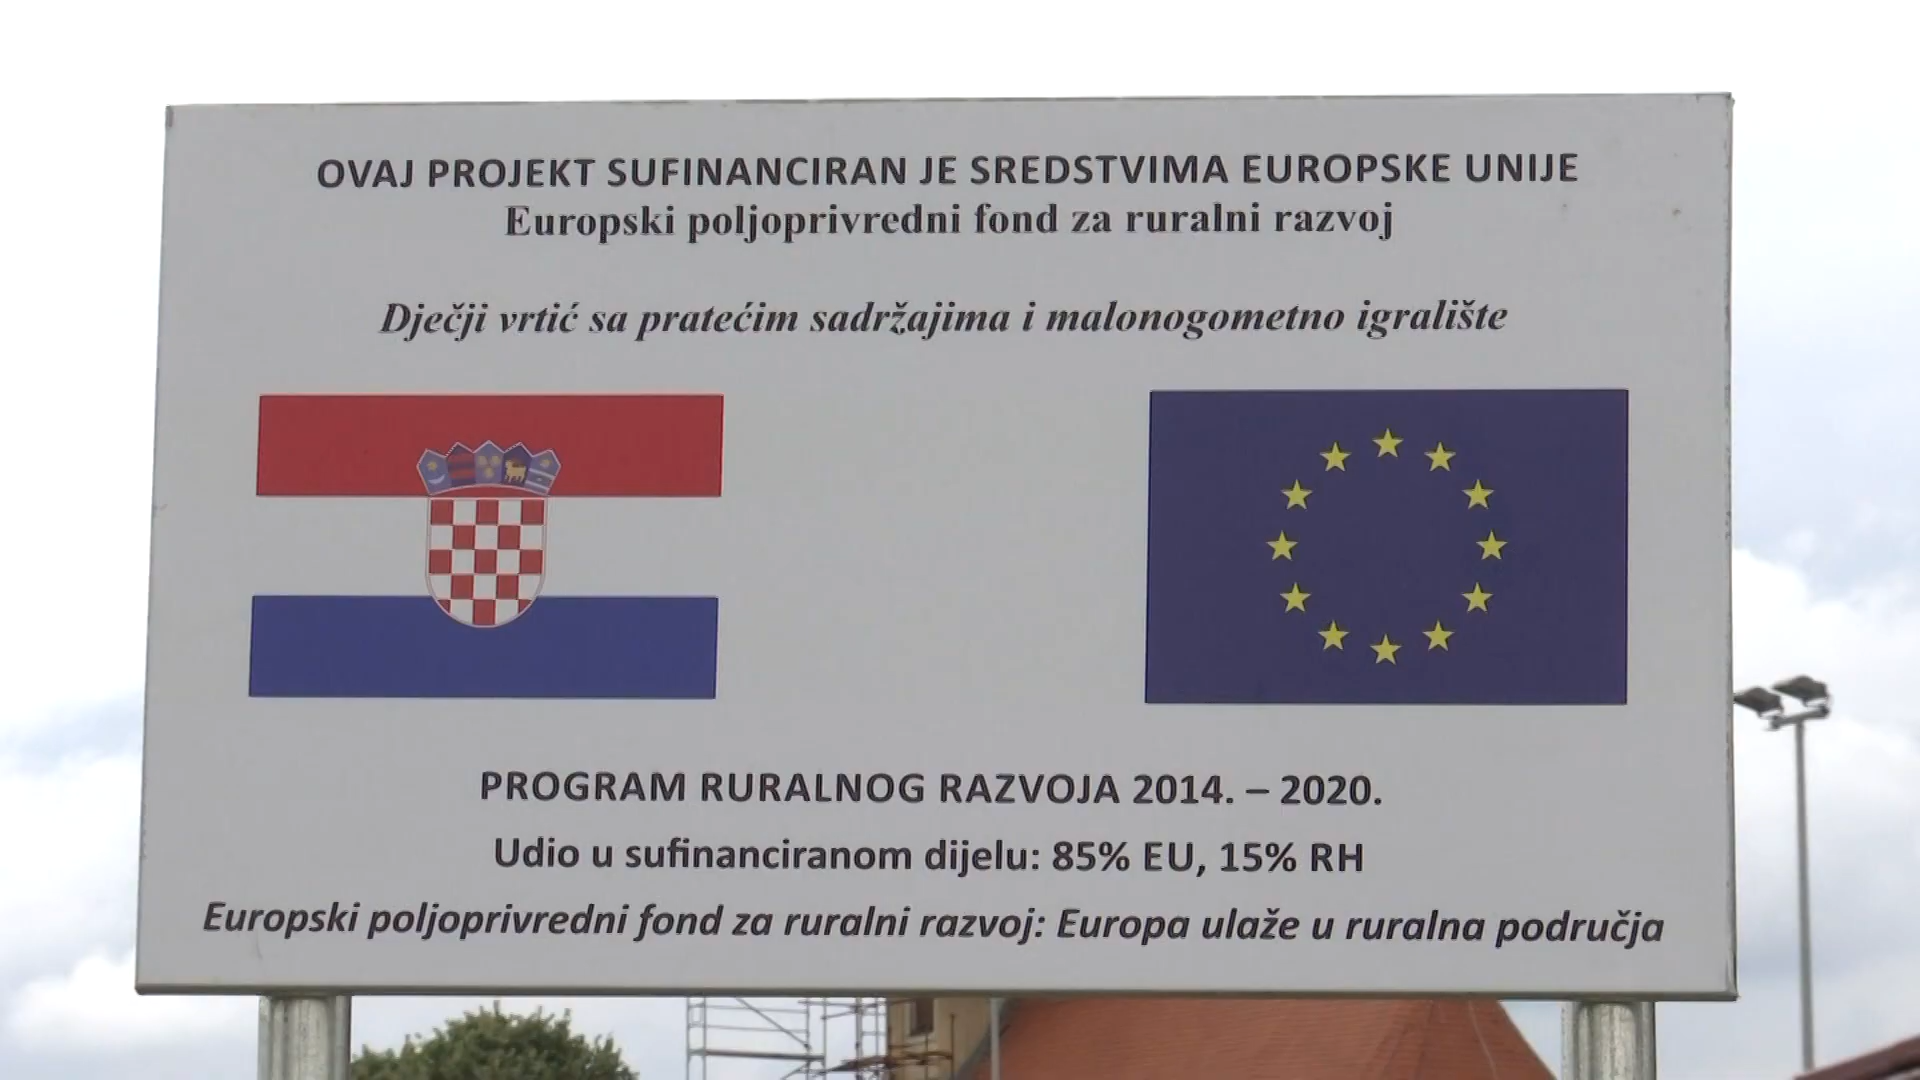 OVAJ PROJEKT SUFINANCIRAN JE SREDSTVIMA EUROPSKE UNIJE
Europski poljoprivredni fond za ruralni razvoj
Dječji vrtić sa pratećim sadržajima i malonogometno igralište
PROGRAM RURALNOG RAZVOJA 2014. – 2020.
Udio u sufinanciranom dijelu: 85% EU, 15% RH
Europski poljoprivredni fond za ruralni razvoj: Europa ulaže u ruralna područja